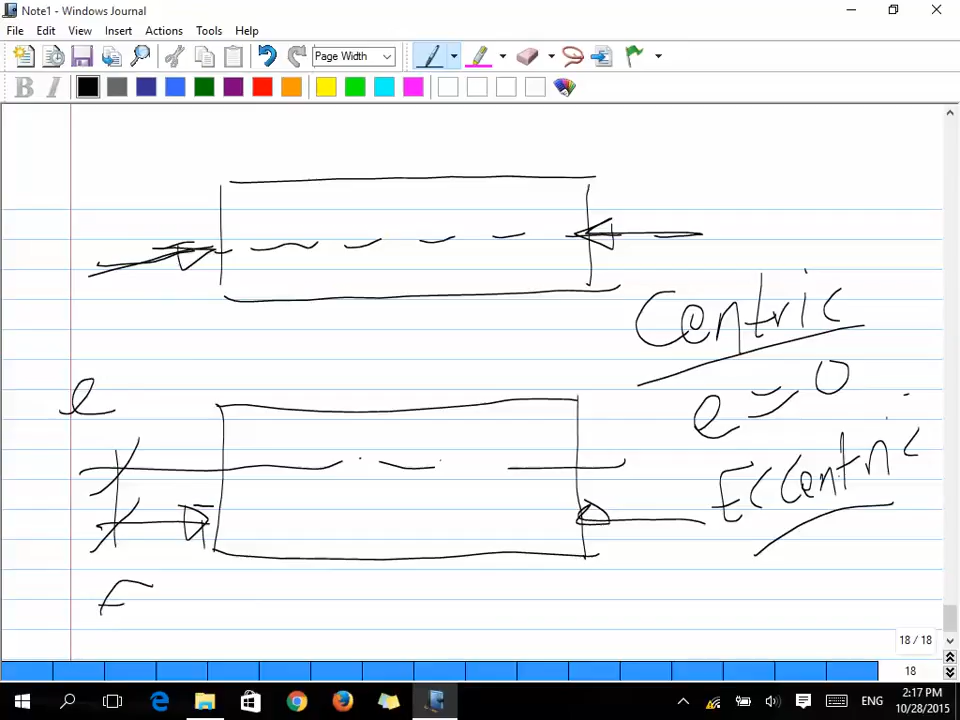 Note1 - Windows Journal
File Edit View Insert Actions Tools Help
Page Width
B I
Centric
e = 0
e
Eccentric
F
18 / 18
18
ENG
2:17 PM
10/28/2015